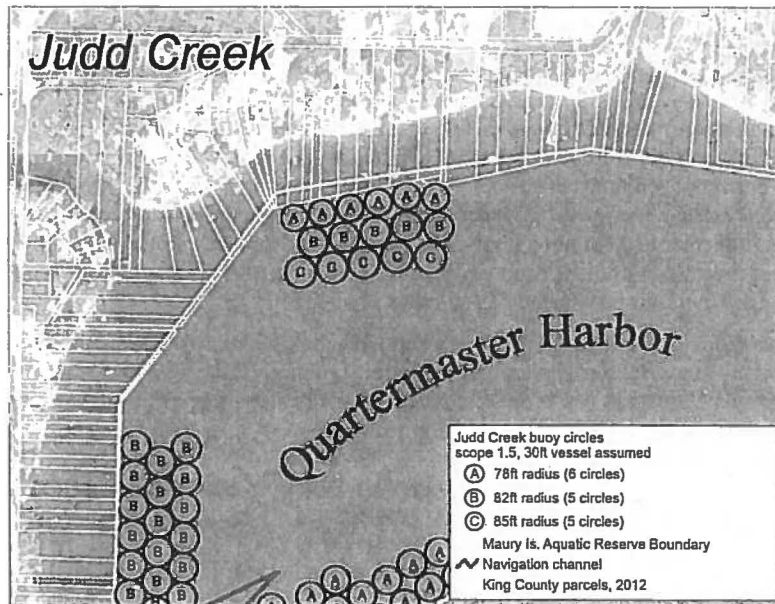 Judd Creek
A A A A A A
B B B B B
C C C C C
Quartermaster Harbor
B B B
B B B
B B B
B B B
B B B
B B B
A A A A A
A A A A A
Judd Creek buoy circles
scope 1.5, 30ft vessel assumed
A 78ft radius (6 circles)
B 82ft radius (5 circles)
C 85ft radius (5 circles)
Maury Is. Aquatic Reserve Boundary
Navigation channel
King County parcels, 2012